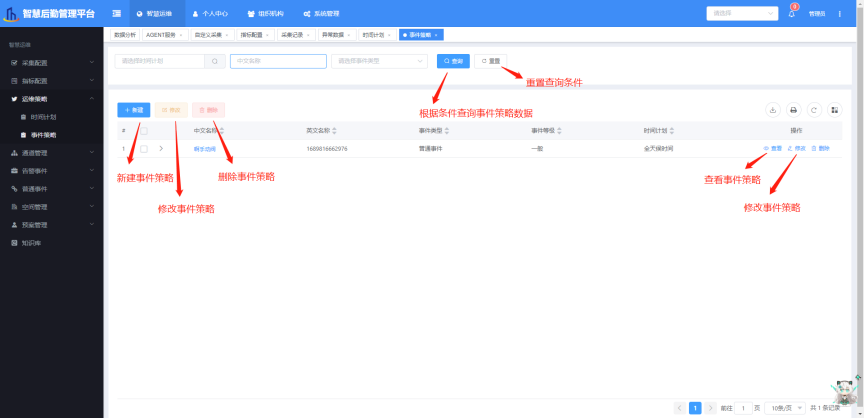 智慧后勤管理平台
智慧运维
个人中心
组织机构
系统管理
请选择
0
管理员
智慧运维
采集配置
指标配置
运维策略
时间计划
事件策略
通道管理
告警事件
普通事件
空间管理
预案管理
知识库
数据分析
AGENT服务
自定义采集
指标配置
采集记录
异常数据
时间计划
事件策略
请选择时间计划
中文名称
请选择事件类型
查询
重置
重置查询条件
根据条件查询事件策略数据
+ 新建
修改
删除
# 中文名称 英文名称 事件类型 事件等级 时间计划 操作
1 1689816662976 普通事件 一般 全天候时间 查看 修改 删除
新建事件策略
修改事件策略
删除事件策略
查看事件策略
修改事件策略
1 前往 1 页 10条/页 共 1 条记录